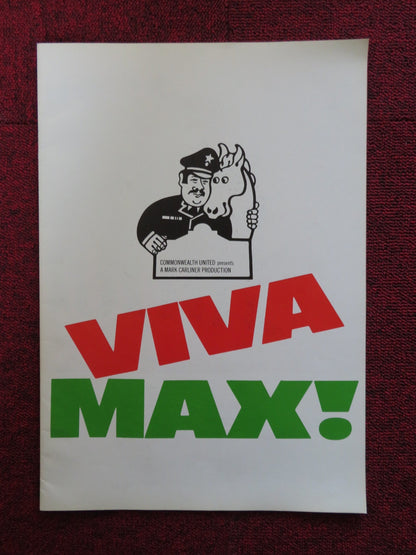 COMMONWEALTH UNITED presents
A MARK CARLINER PRODUCTION
VIVA
MAX!